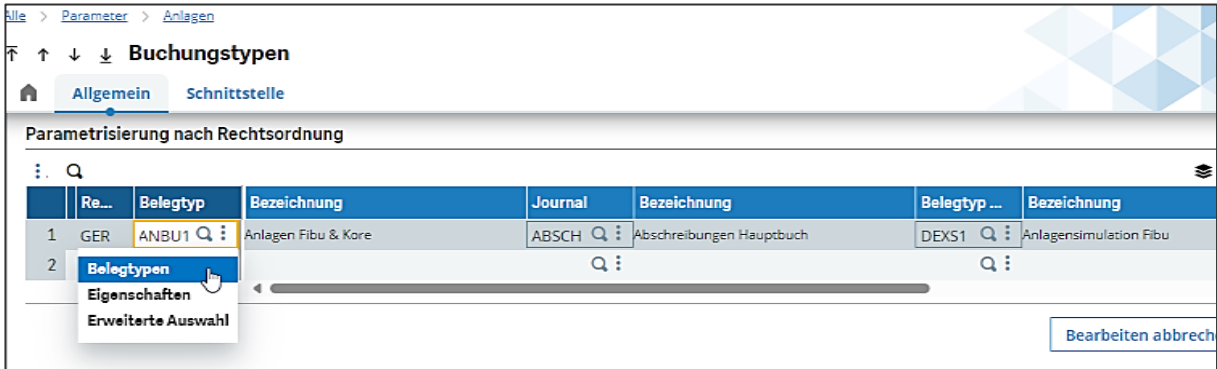 Alle > Parameter > Anlagen
Buchungstypen
Allgemein Schnittstelle
Parametrisierung nach Rechtsordnung
Re... Belegtyp Bezeichnung Journal Bezeichnung Belegtyp ... Bezeichnung
1 GER ANBU1 Anlagen Fibu & Kore ABSCH Abschreibungen Hauptbuch DEXS1 Anlagensimulation Fibu
2
Belegtypen
Eigenschaften
Erweiterte Auswahl
Bearbeiten abbreche